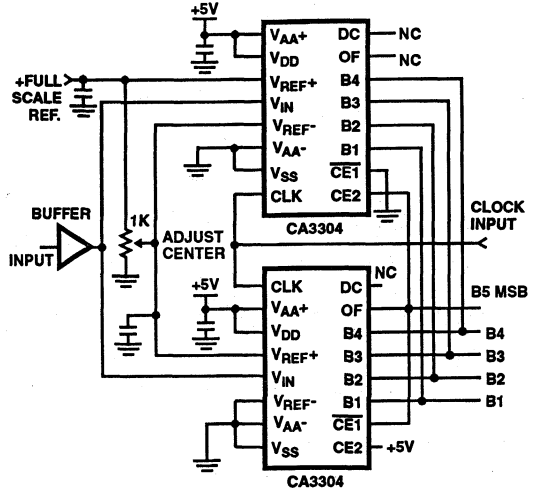 +5V
VAA+ DC NC
VDD OF NC
+FULL SCALE REF.
VREF+ B4
VIN B3
VREF- B2
VAA- B1
VSS CE1
CLK CE2
CA3304
BUFFER
INPUT
1K
ADJUST CENTER
CLOCK INPUT
+5V
NC
CLK DC
B5 MSB
VAA+ OF
VDD B4 B4
VREF+ B3 B3
VIN B2 B2
VREF- B1 B1
VAA- CE1
VSS CE2 +5V
CA3304